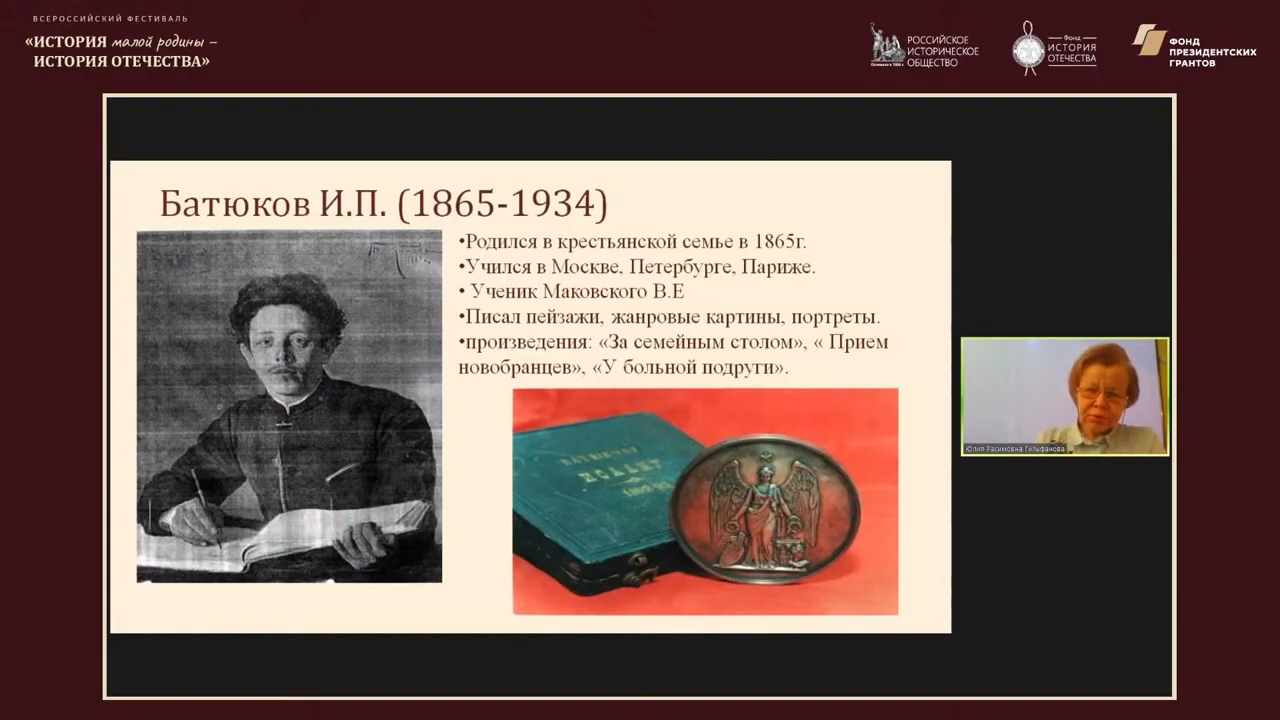 ВСЕРОССИЙСКИЙ ФЕСТИВАЛЬ
«ИСТОРИЯ малой родины –
ИСТОРИЯ ОТЕЧЕСТВА»
РОССИЙСКОЕ
ИСТОРИЧЕСКОЕ
ОБЩЕСТВО
Фонд
ИСТОРИЯ
ОТЕЧЕСТВА
ФОНД
ПРЕЗИДЕНТСКИХ
ГРАНТОВ
Батюков И.П. (1865-1934)
•Родился в крестьянской семье в 1865г.
•Учился в Москве, Петербурге, Париже.
• Ученик Маковского В.Е
•Писал пейзажи, жанровые картины, портреты.
•произведения: «За семейным столом», « Прием
новобранцев», «У больной подруги».
Юлия Расимовна Гильфанова